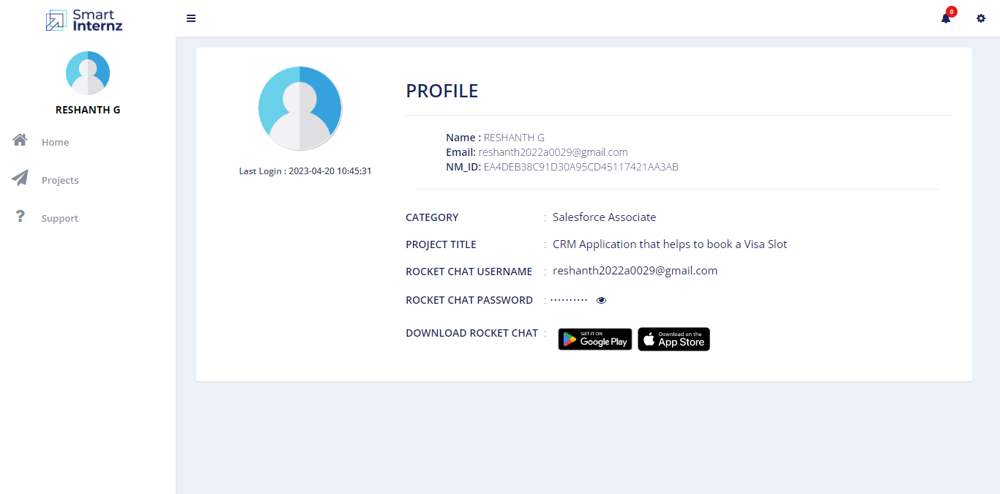 Smart
Internz
0
RESHANTH G
Home
Projects
Support
Last Login : 2023-04-20 10:45:31
PROFILE
Name : RESHANTH G
Email: reshanth2022a0029@gmail.com
NM_ID: EA4DEB38C91D30A95CD45117421AA3AB
CATEGORY : Salesforce Associate
PROJECT TITLE : CRM Application that helps to book a Visa Slot
ROCKET CHAT USERNAME : reshanth2022a0029@gmail.com
ROCKET CHAT PASSWORD : ··········
DOWNLOAD ROCKET CHAT :
GET IT ON
Google Play
Download on the
App Store